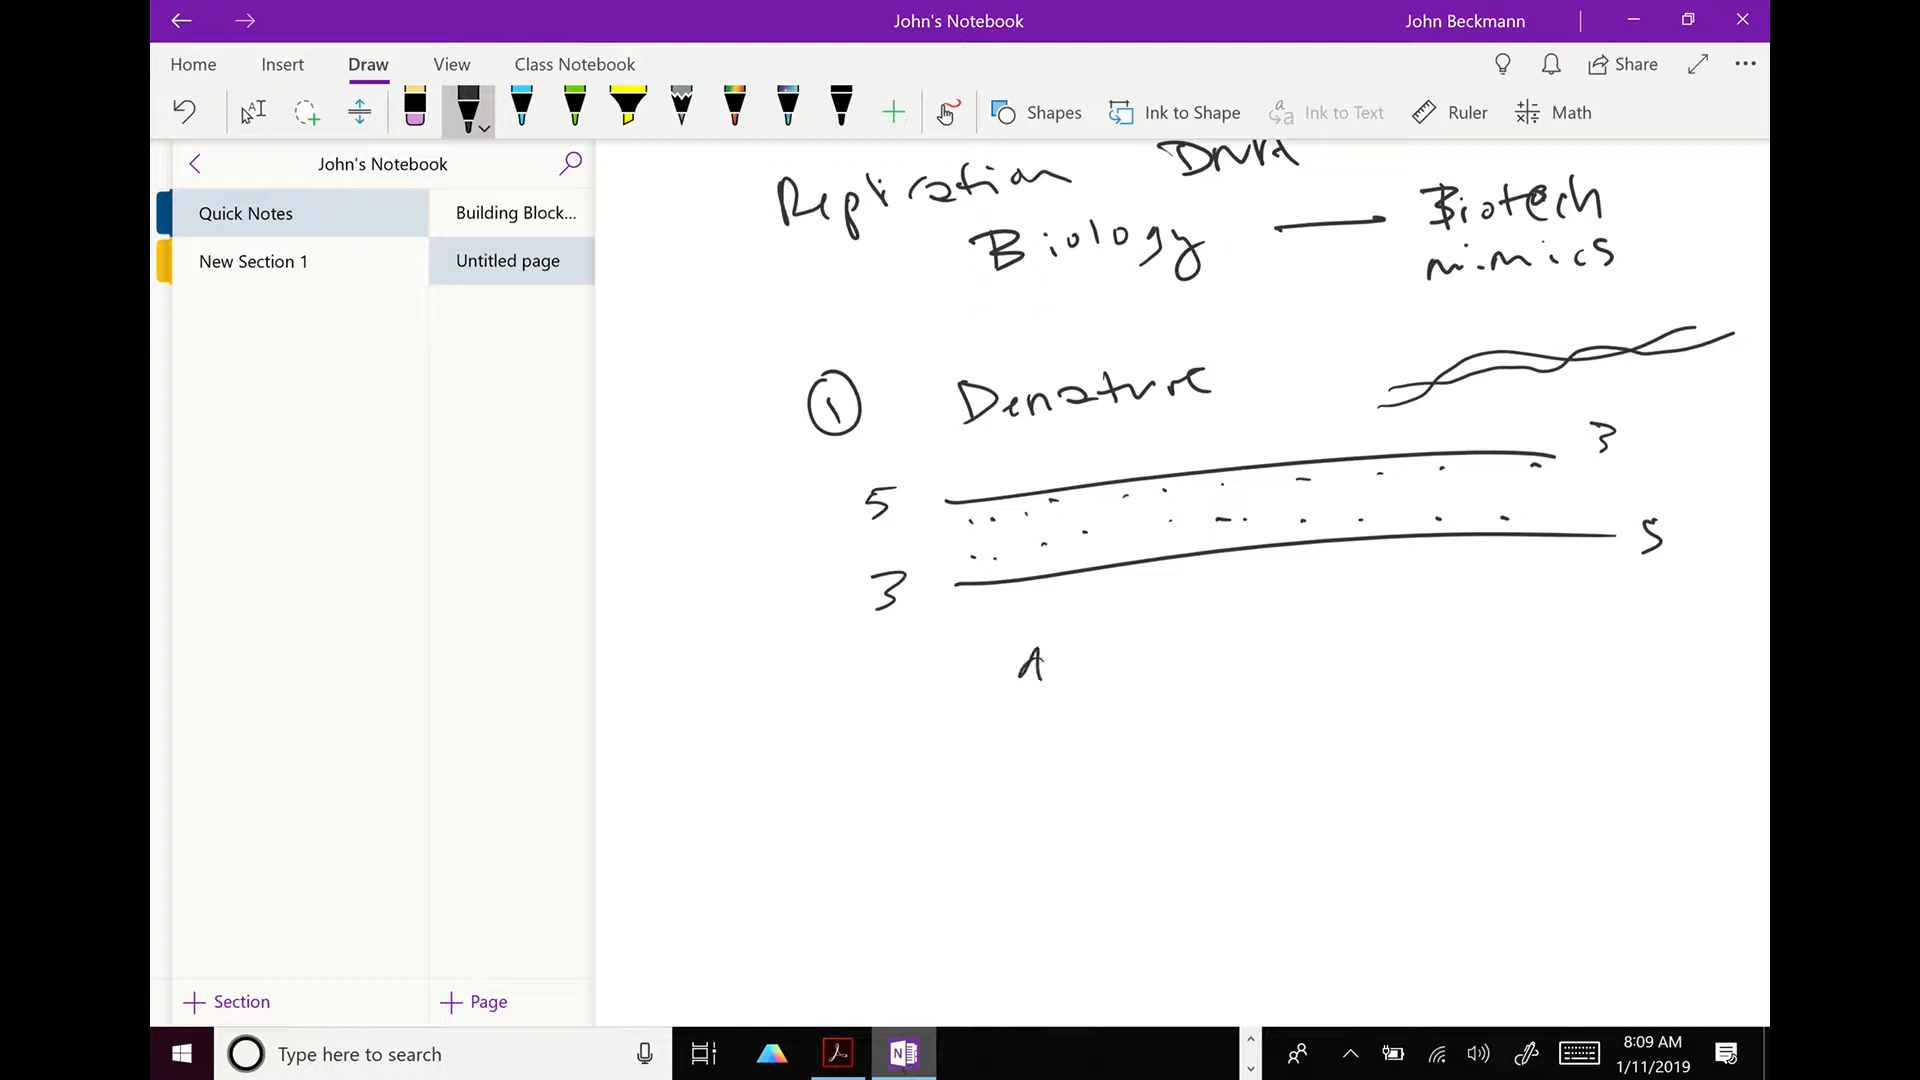 John's Notebook
John Beckmann
Home Insert Draw View Class Notebook
Share
Shapes Ink to Shape Ink to Text Ruler Math
John's Notebook
Quick Notes
New Section 1
Building Block...
Untitled page
DNA
Replication
Biology
Biotech
mimics
1 Denature
3
5
5
3
A
Section
Page
Type here to search
8:09 AM
1/11/2019